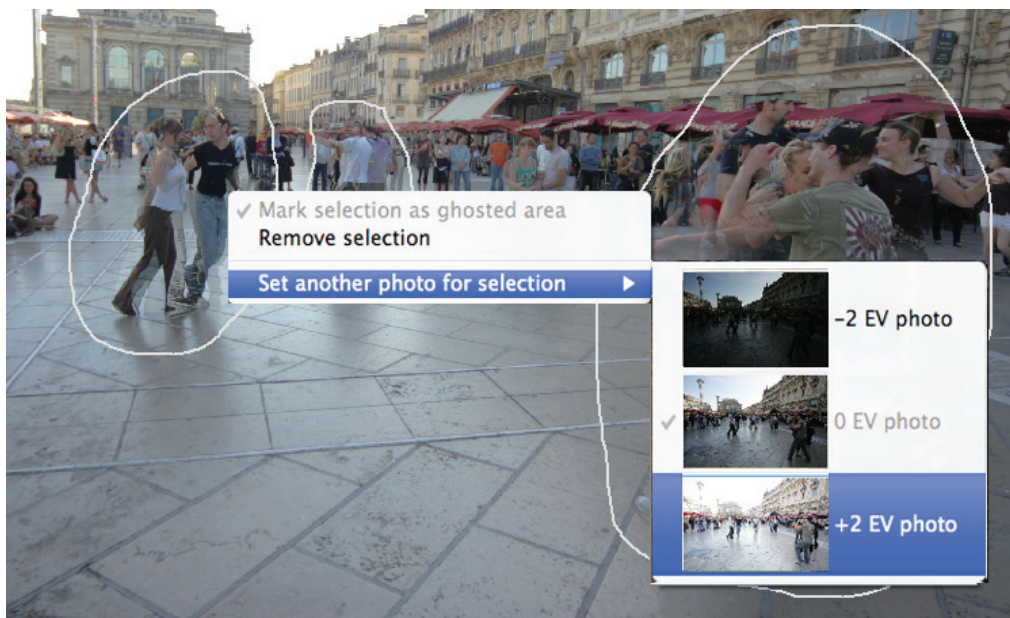 Mark selection as ghosted area
Remove selection
Set another photo for selection
−2 EV photo
0 EV photo
+2 EV photo